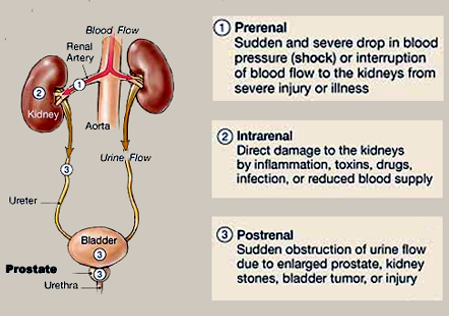 Blood Flow
Renal
Artery
1
2
Kidney
Aorta
Urine Flow
3
Ureter
Bladder
3
Prostate
3
Urethra
1 Prerenal
Sudden and severe drop in blood
pressure (shock) or interruption
of blood flow to the kidneys from
severe injury or illness
2 Intrarenal
Direct damage to the kidneys
by inflammation, toxins, drugs,
infection, or reduced blood supply
3 Postrenal
Sudden obstruction of urine flow
due to enlarged prostate, kidney
stones, bladder tumor, or injury